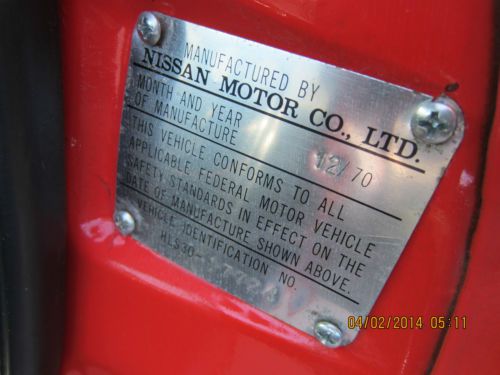 MANUFACTURED BY
NISSAN MOTOR CO., LTD.
MONTH AND YEAR
OF MANUFACTURE 12/70
THIS VEHICLE CONFORMS TO ALL
APPLICABLE FEDERAL MOTOR VEHICLE
SAFETY STANDARDS IN EFFECT ON THE
DATE OF MANUFACTURE SHOWN ABOVE.
VEHICLE IDENTIFICATION NO.
HLS30-
04/02/2014 05:11